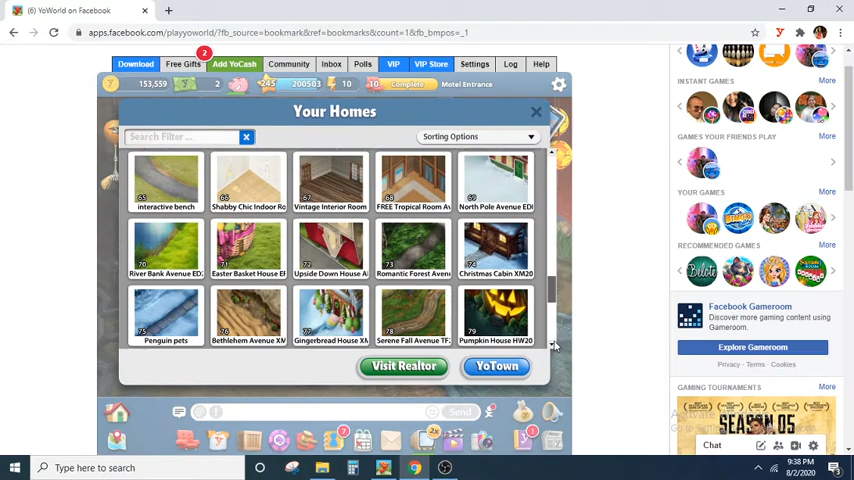 (6) YoWorld on Facebook
apps.facebook.com/playyoworld/?fb_source=bookmark&ref=bookmarks&count=1&fb_bmpos=_1
2
Download
Free Gifts
Add YoCash
Community
Inbox
Polls
VIP
VIP Store
Settings
Log
Help
153,559
2
245
200503
10
10
Complete
Motel Entrance
Your Homes
Search Filter ...
Sorting Options
65
interactive bench
66
Shabby Chic Indoor Ro
67
Vintage Interior Room
68
FREE Tropical Room Av
69
North Pole Avenue EDI
70
River Bank Avenue ED
71
Easter Basket House E
72
Upside Down House A
73
Romantic Forest Aven
74
Christmas Cabin XM20
75
Penguin pets
76
Bethlehem Avenue XM
77
Gingerbread House XM
78
Serene Fall Avenue TF
79
Pumpkin House HW20
Visit Realtor
YoTown
Send
7
2x
1
INSTANT GAMES
More
GAMES YOUR FRIENDS PLAY
More
YOUR GAMES
More
RECOMMENDED GAMES
More
Facebook Gameroom
Discover more gaming content using Gameroom.
Explore Gameroom
Privacy · Terms · Cookies
GAMING TOURNAMENTS
More
SEASON 05
Chat
Type here to search
9:38 PM
8/2/2020
3